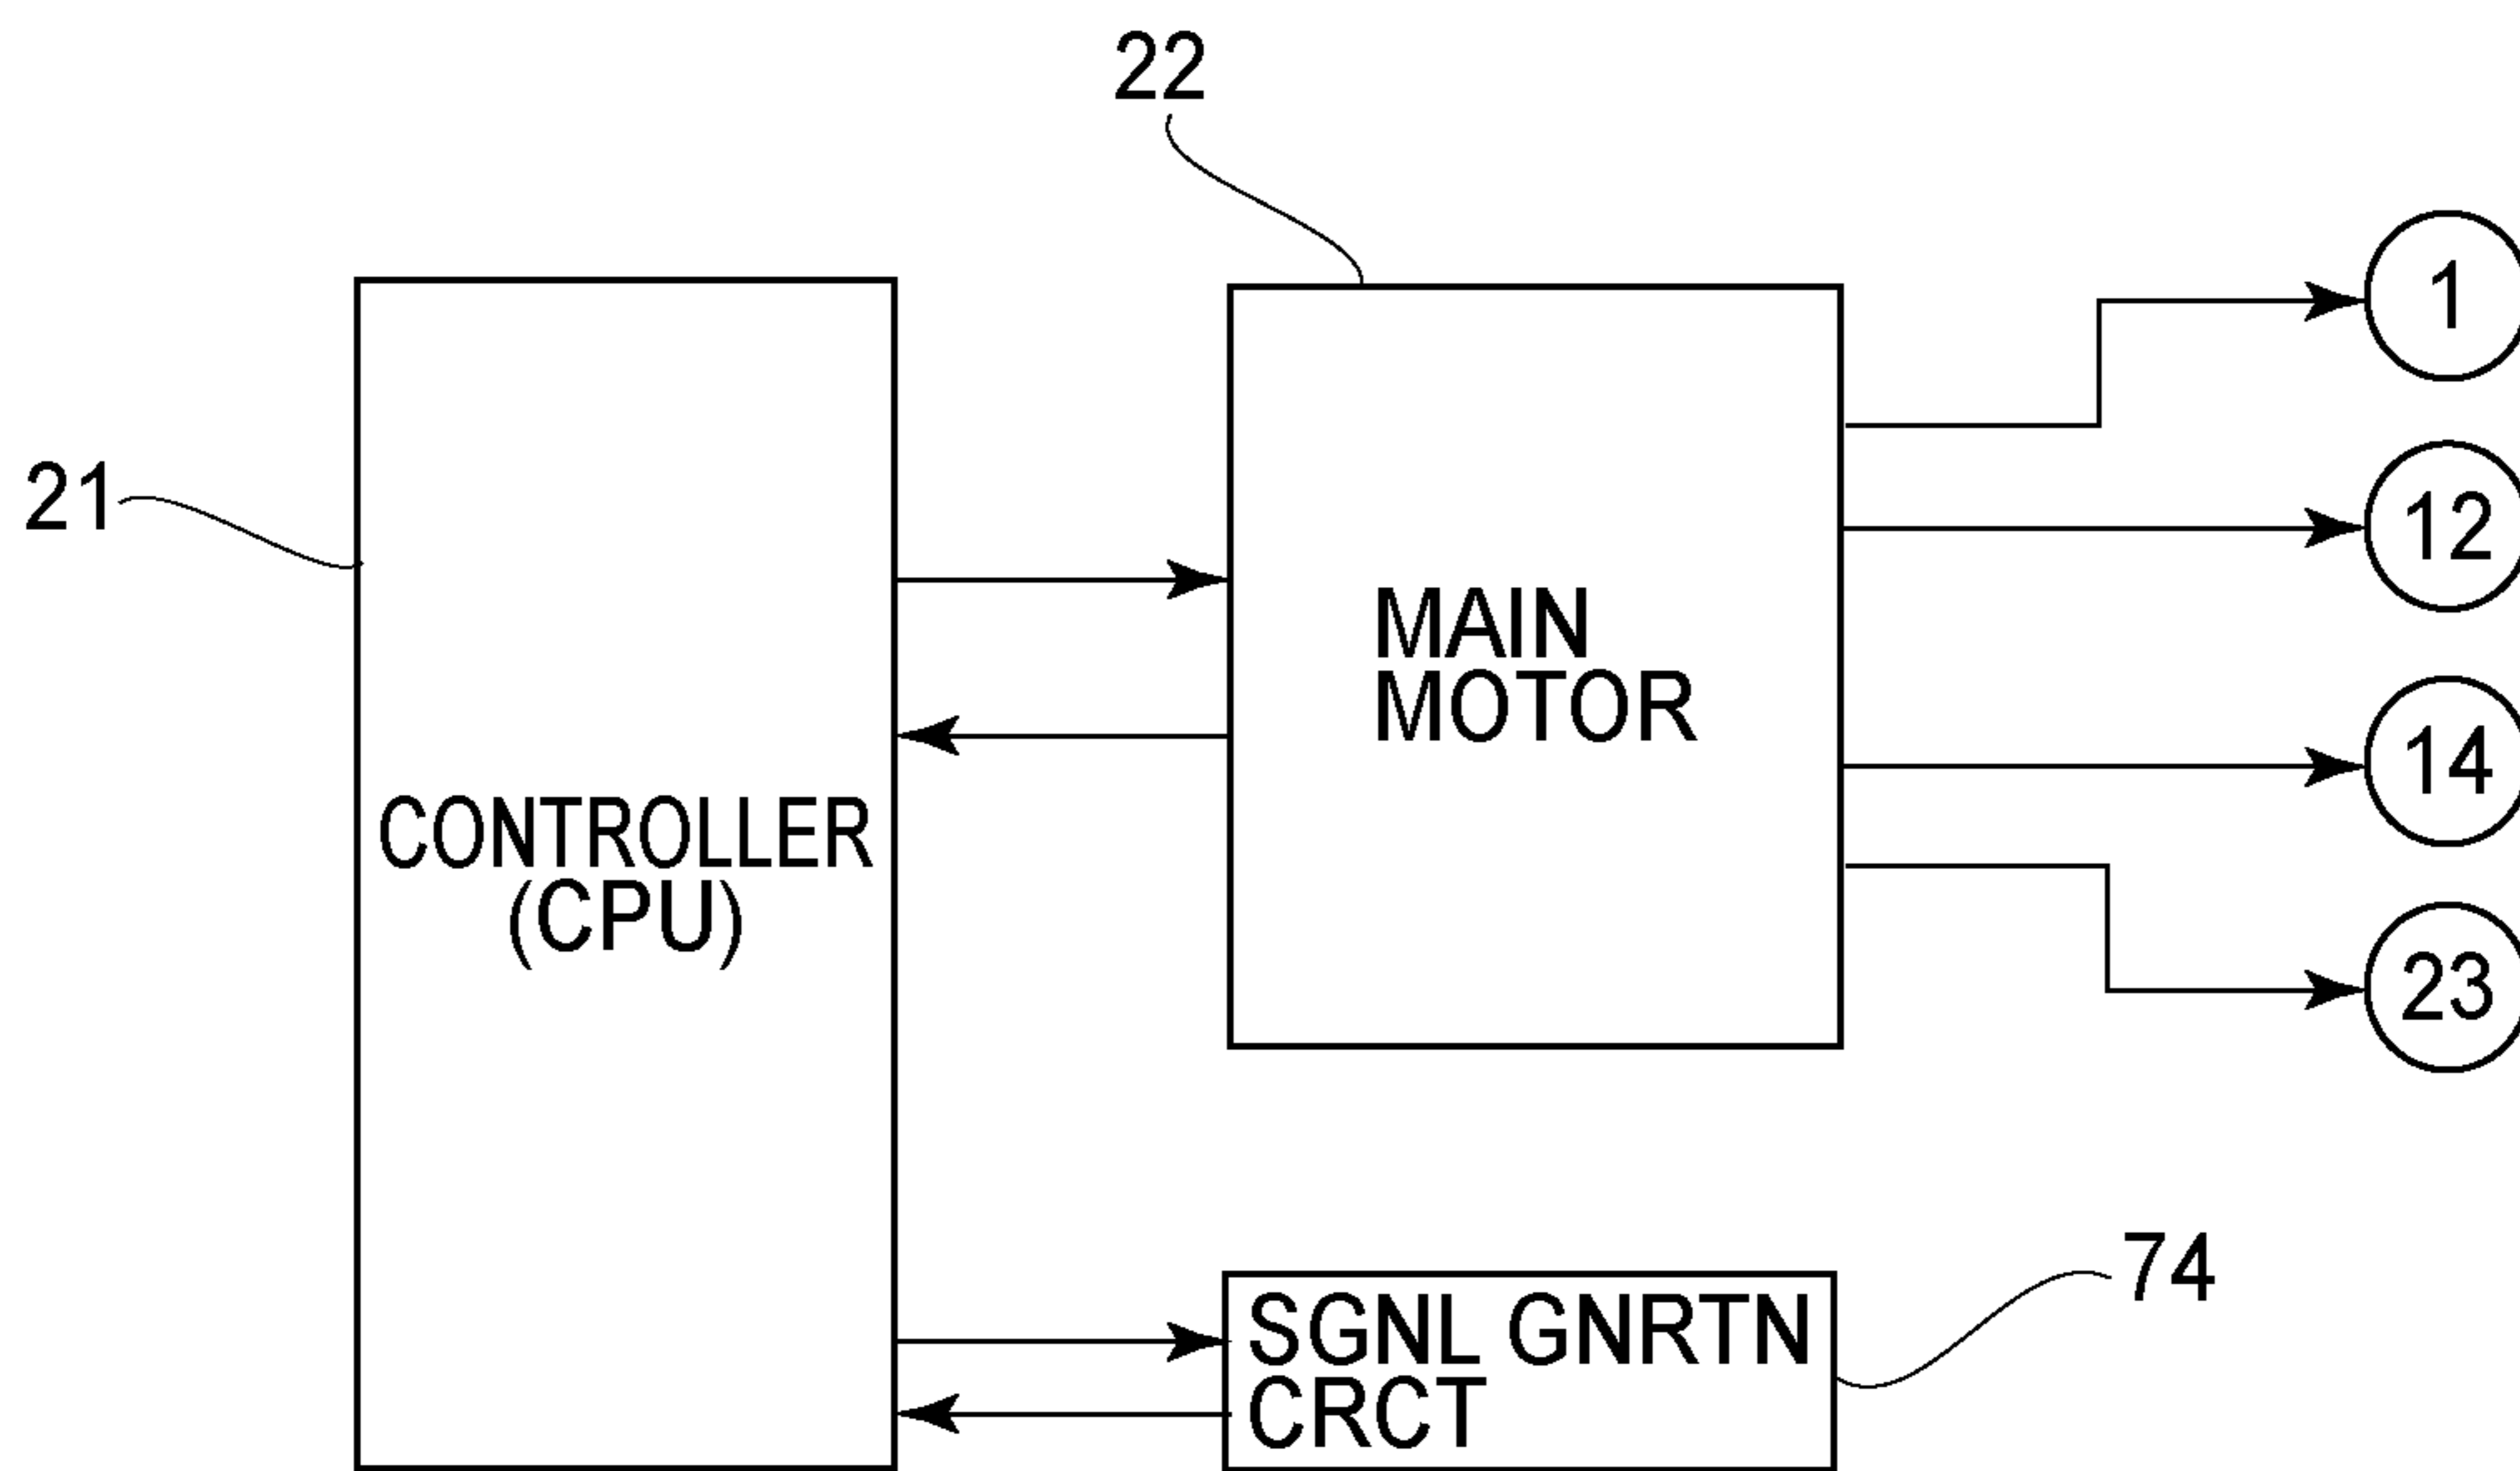 22
1
21
12
MAIN
MOTOR
14
CONTROLLER
(CPU)
23
74
SGNL GNRTN
CRCT